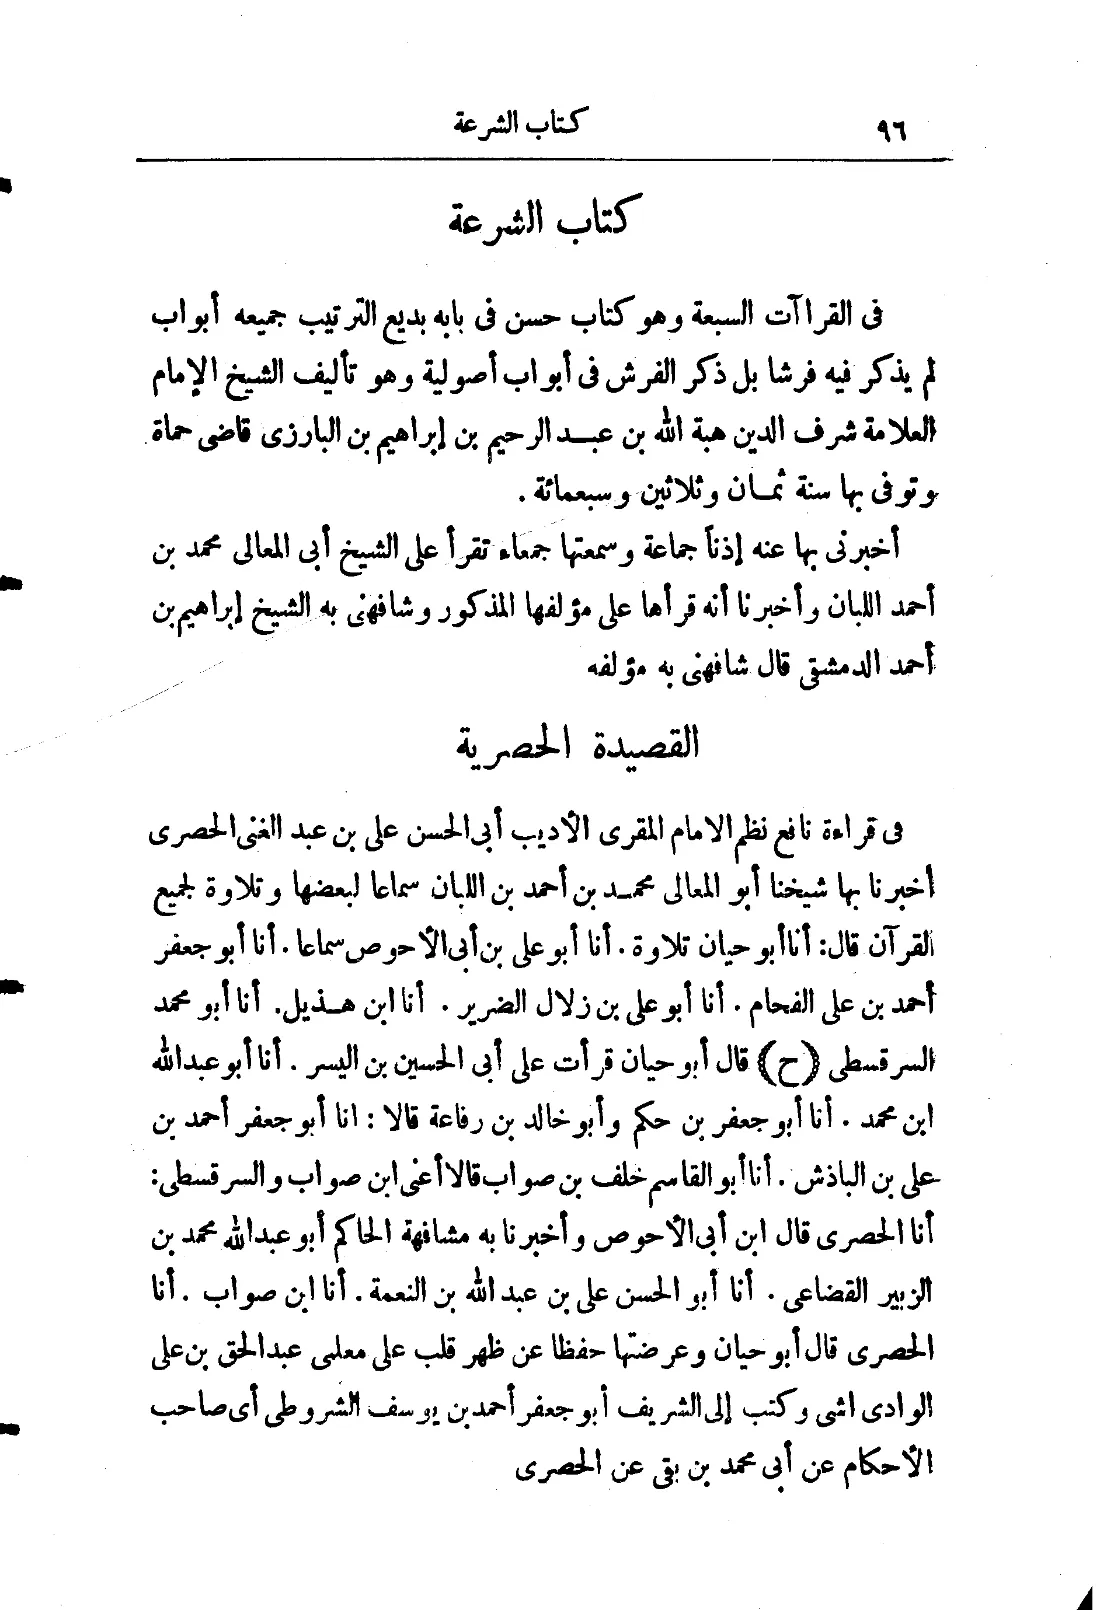 ٩٦
كتاب الشرعة
كتاب الشرعة
فى القراآت السبعة وهو كتاب حسن فى بابه بديع الترتيب جميعه أبواب
لم يذكر فيه فرشا بل ذكر الفرش فى أبواب أصولية وهو تأليف الشيخ الإمام
العلامة شرف الدين هبة الله بن عبد الرحيم بن إبراهيم بن البارزى قاضى حماة
وتوفى بها سنة ثمان وثلاثين وسبعمائة .
أخبرنى بها عنه إذناً جماعة وسمعتها جمعاء تقرأ على الشيخ أبى المعالى محمد بن
أحمد اللبان وأخبرنا أنه قرأها على مؤلفها المذكور وشافهنى به الشيخ إبراهيم بن
أحمد الدمشقى قال شافهنى به مؤلفه
القصيدة الحصرية
فى قراءة نافع نظم الامام المقرى الأديب أبى الحسن على بن عبد الغنى الحصرى
أخبرنا بها شيخنا أبو المعالى محمد بن أحمد بن اللبان سماعا لبعضها وتلاوة لجميع
القرآن قال: أنا أبو حيان تلاوة . أنا أبو على بن أبى الأحوص سماعا . أنا أبو جعفر
أحمد بن على الفحام . أنا أبو على بن زلال الضرير . أنا ابن هذيل. أنا أبو محمد
السرقسطى (ح) قال أبو حيان قرأت على أبى الحسين بن اليسر . أنا أبو عبدالله
ابن محمد . أنا أبو جعفر بن حكم وأبو خالد بن رفاعة قالا : انا أبو جعفر أحمد بن
على بن الباذش . أنا أبو القاسم خلف بن صواب قالا أعنى ابن صواب والسرقسطى:
أنا الحصرى قال ابن أبى الأحوص وأخبرنا به مشافهة الحاكم أبو عبدالله محمد بن
الزبير القضاعى . أنا أبو الحسن على بن عبد الله بن النعمة . أنا ابن صواب . أنا
الحصرى قال أبو حيان وعرضتها حفظا عن ظهر قلب على معلمى عبدالحق بن على
الوادى اشى وكتب إلى الشريف أبو جعفر أحمد بن يوسف الشروطى أى صاحب
الأحكام عن أبى محمد بن بقى عن الحصرى